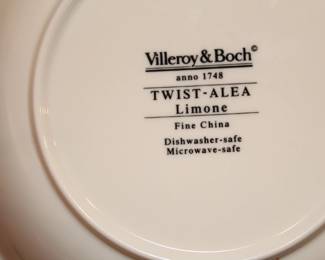 Villeroy & Boch©
anno 1748
TWIST-ALEA
Limone
Fine China
Dishwasher-safe
Microwave-safe